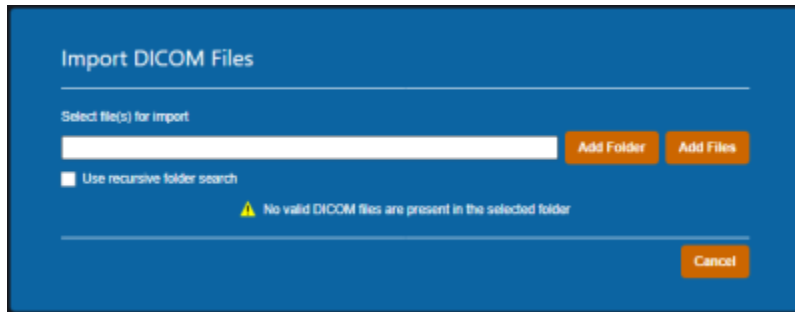 Import DICOM Files
Select file(s) for import
Add Folder Add Files
Use recursive folder search
No valid DICOM files are present in the selected folder
Cancel